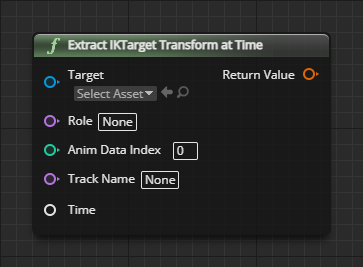 f Extract IKTarget Transform at Time
Target Return Value
Select Asset
Role None
Anim Data Index 0
Track Name None
Time